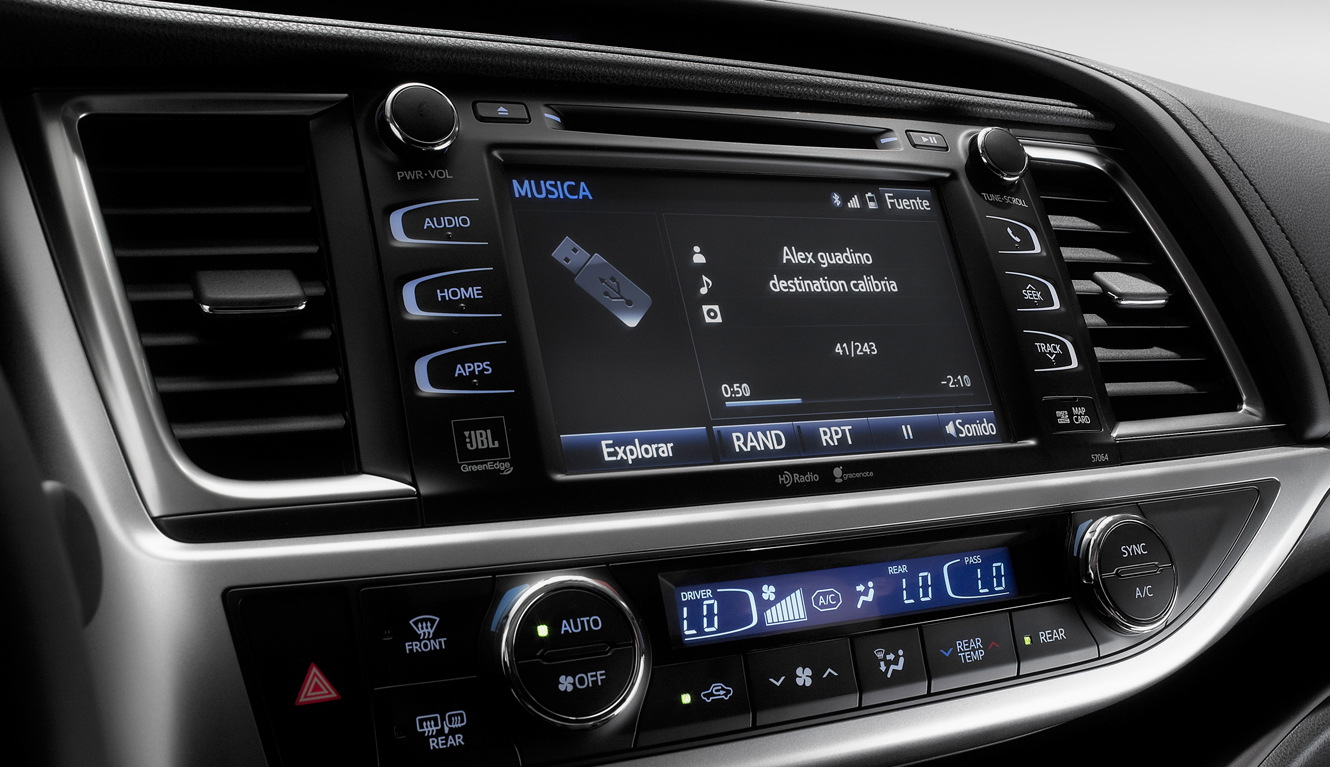 PWR•VOL
AUDIO
HOME
APPS
JBL
GreenEdge
MUSICA
Fuente
Alex guadino
destination calibria
41/243
0:50
-2:10
Explorar
RAND
RPT
Sonido
HD Radio
gracenote
TUNE•SCROLL
SEEK
TRACK
MAP
CARD
57064
FRONT
REAR
AUTO
OFF
DRIVER
LO
A/C
REAR
LO
PASS
LO
REAR
TEMP
REAR
SYNC
A/C